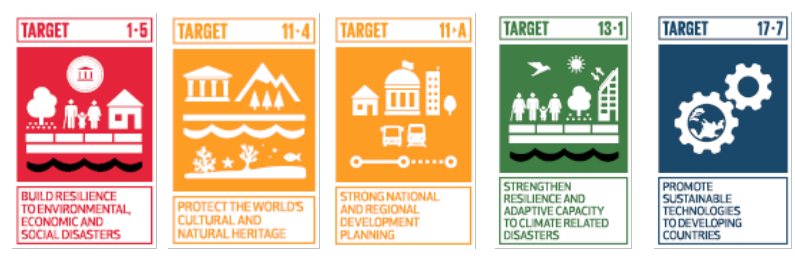 TARGET 1·5
BUILD RESILIENCE
TO ENVIRONMENTAL,
ECONOMIC AND
SOCIAL DISASTERS
TARGET 11·4
PROTECT THE WORLD'S
CULTURAL AND
NATURAL HERITAGE
TARGET 11·A
STRONG NATIONAL
AND REGIONAL
DEVELOPMENT
PLANNING
TARGET 13·1
STRENGTHEN
RESILIENCE AND
ADAPTIVE CAPACITY
TO CLIMATE RELATED
DISASTERS
TARGET 17·7
PROMOTE
SUSTAINABLE
TECHNOLOGIES
TO DEVELOPING
COUNTRIES